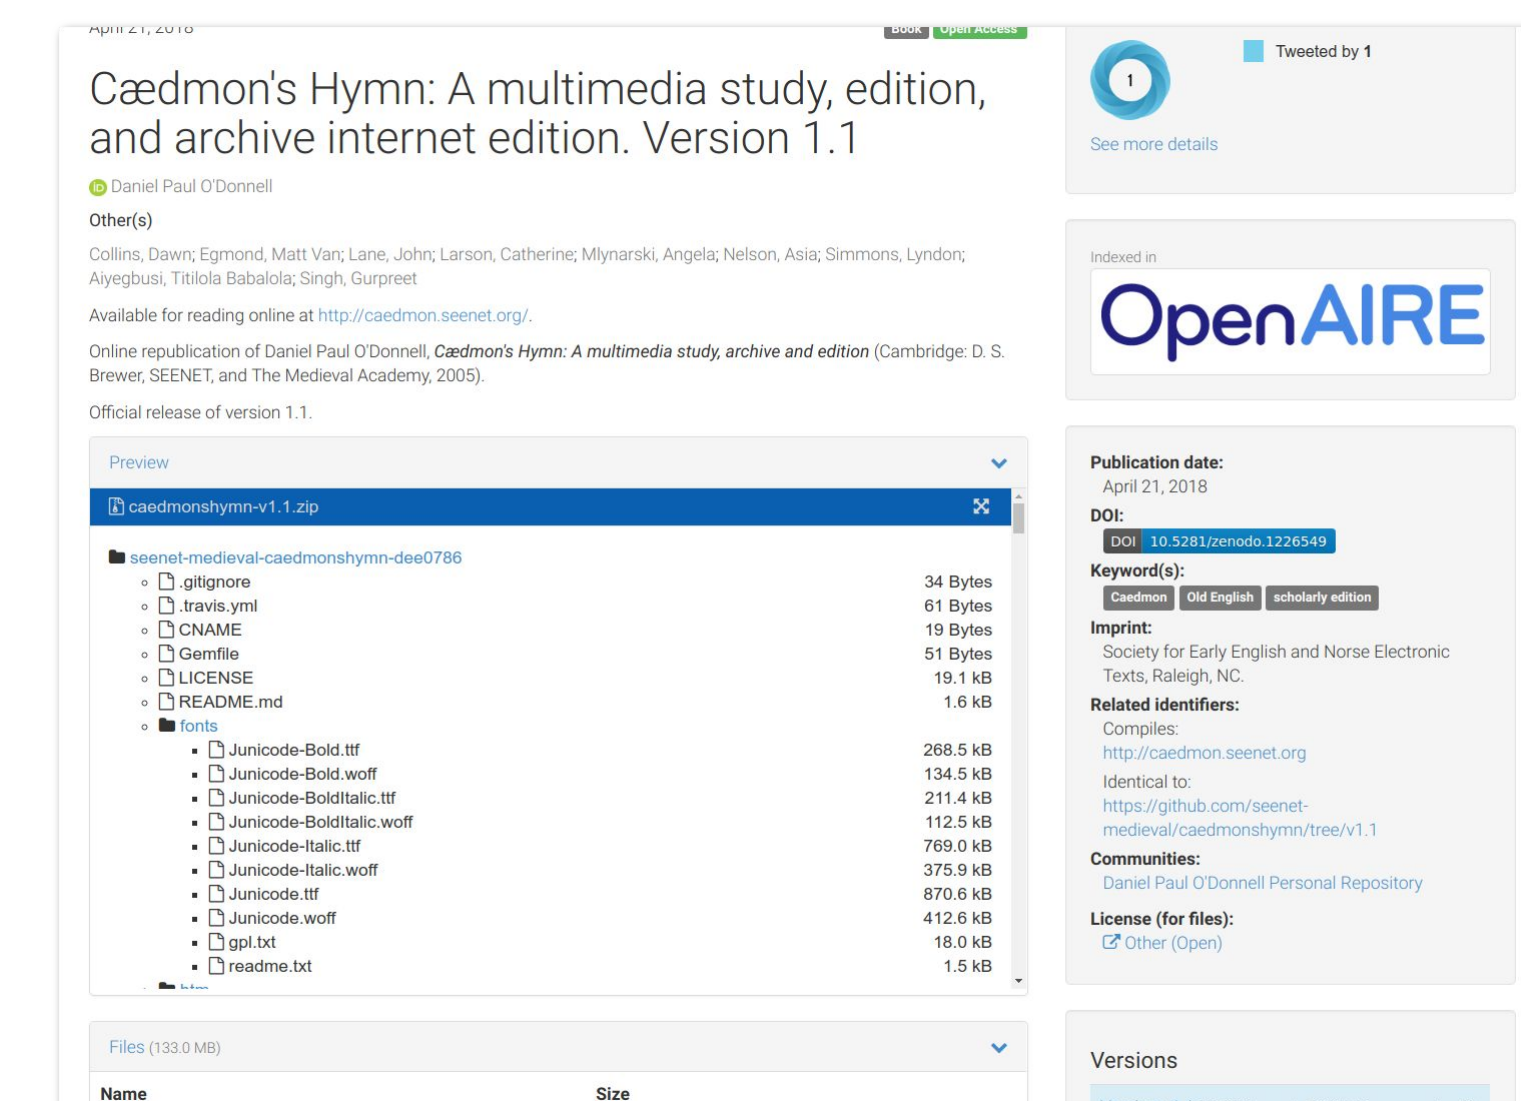 April 21, 2018
Book Open Access
Cædmon's Hymn: A multimedia study, edition,
and archive internet edition. Version 1.1
iD Daniel Paul O'Donnell
Other(s)
Collins, Dawn; Egmond, Matt Van; Lane, John; Larson, Catherine; Mlynarski, Angela; Nelson, Asia; Simmons, Lyndon;
Aiyegbusi, Titilola Babalola; Singh, Gurpreet
Available for reading online at http://caedmon.seenet.org/.
Online republication of Daniel Paul O'Donnell, Cædmon's Hymn: A multimedia study, archive and edition (Cambridge: D. S.
Brewer, SEENET, and The Medieval Academy, 2005).
Official release of version 1.1.
Preview
caedmonshymn-v1.1.zip
seenet-medieval-caedmonshymn-dee0786
.gitignore 34 Bytes
.travis.yml 61 Bytes
CNAME 19 Bytes
Gemfile 51 Bytes
LICENSE 19.1 kB
README.md 1.6 kB
fonts
Junicode-Bold.ttf 268.5 kB
Junicode-Bold.woff 134.5 kB
Junicode-BoldItalic.ttf 211.4 kB
Junicode-BoldItalic.woff 112.5 kB
Junicode-Italic.ttf 769.0 kB
Junicode-Italic.woff 375.9 kB
Junicode.ttf 870.6 kB
Junicode.woff 412.6 kB
gpl.txt 18.0 kB
readme.txt 1.5 kB
Files (133.0 MB)
Name Size
1
Tweeted by 1
See more details
Indexed in
OpenAIRE
Publication date:
April 21, 2018
DOI:
DOI 10.5281/zenodo.1226549
Keyword(s):
Caedmon Old English scholarly edition
Imprint:
Society for Early English and Norse Electronic
Texts, Raleigh, NC.
Related identifiers:
Compiles:
http://caedmon.seenet.org
Identical to:
https://github.com/seenet-
medieval/caedmonshymn/tree/v1.1
Communities:
Daniel Paul O'Donnell Personal Repository
License (for files):
Other (Open)
Versions